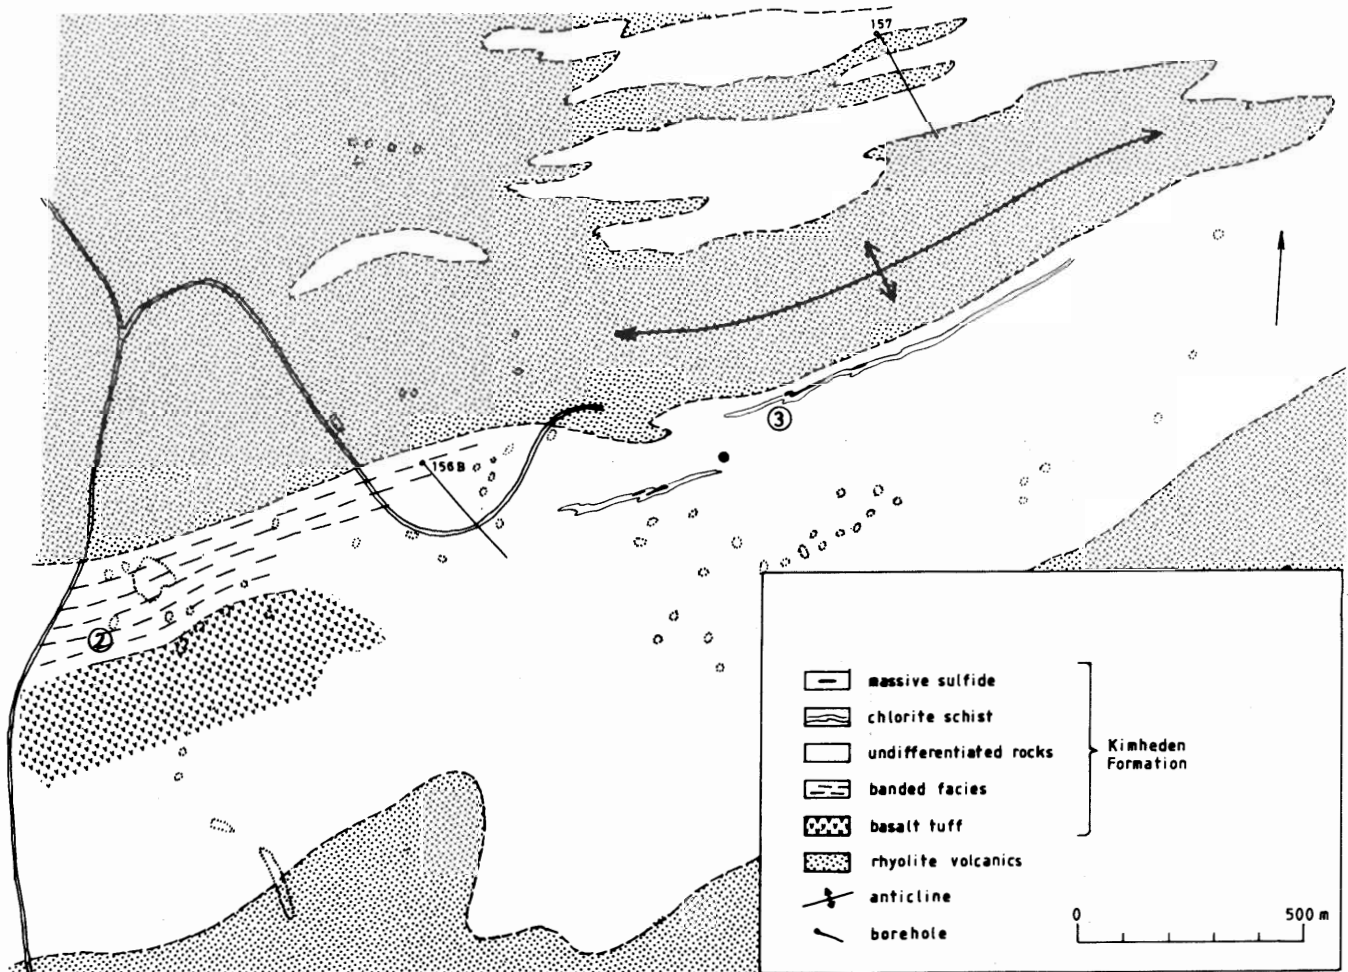 157
156B
3
2
massive sulfide
chlorite schist
undifferentiated rocks
banded facies
basalt tuff
Kimheden
Formation
rhyolite volcanics
anticline
borehole
0 500 m